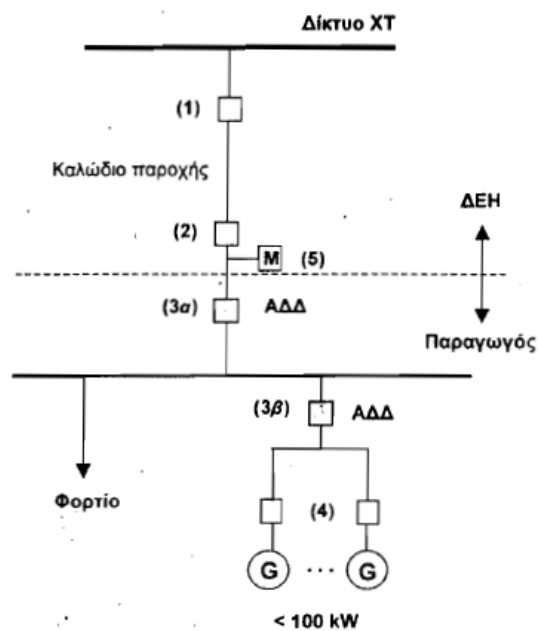 Δίκτυο ΧΤ
(1)
Καλώδιο παροχής
ΔΕΗ
(2)
M (5)
(3α) ΑΔΔ
Παραγωγός
(3β) ΑΔΔ
Φορτίο
(4)
G ... G
< 100 kW